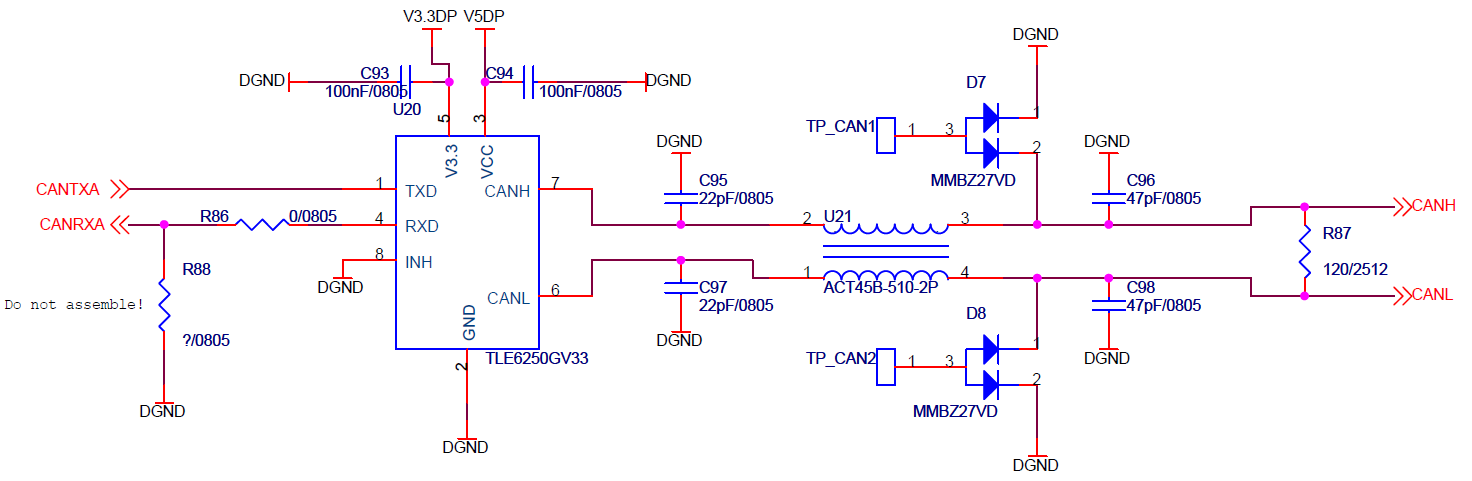 V3.3DP V5DP
DGND
DGND C93 C94 DGND
100nF/0805 100nF/0805
U20
D7
5 3
TP_CAN1 1 3 1
2
DGND DGND
V3.3 VCC
MMBZ27VD
CANTXA 1 TXD CANH 7 C95 C96
22pF/0805 47pF/0805
CANRXA R86 0/0805 4 RXD 2 U21 3 CANH
R87
8 INH
R88 DGND 1 4 120/2512
CANL 6 C97 ACT45B-510-2P C98 CANL
Do not assemble! 22pF/0805 47pF/0805
GND D8
?/0805 DGND 1
TLE6250GV33 TP_CAN2 1 3 DGND
2 2
DGND MMBZ27VD
DGND
DGND